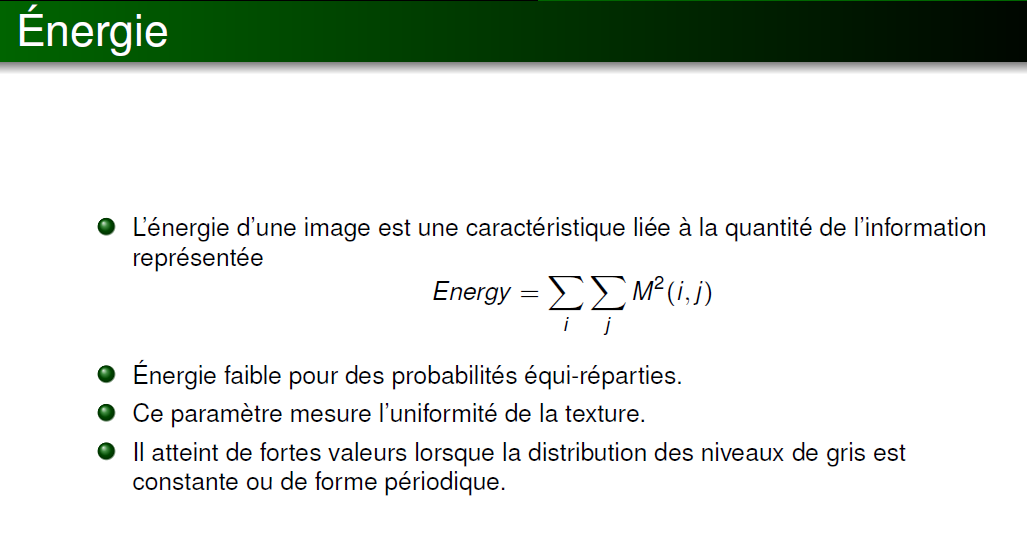 Énergie
L'énergie d'une image est une caractéristique liée à la quantité de l'information
représentée
Energy = ∑ᵢ ∑ⱼ M²(i, j)
Énergie faible pour des probabilités équi-réparties.
Ce paramètre mesure l'uniformité de la texture.
Il atteint de fortes valeurs lorsque la distribution des niveaux de gris est
constante ou de forme périodique.